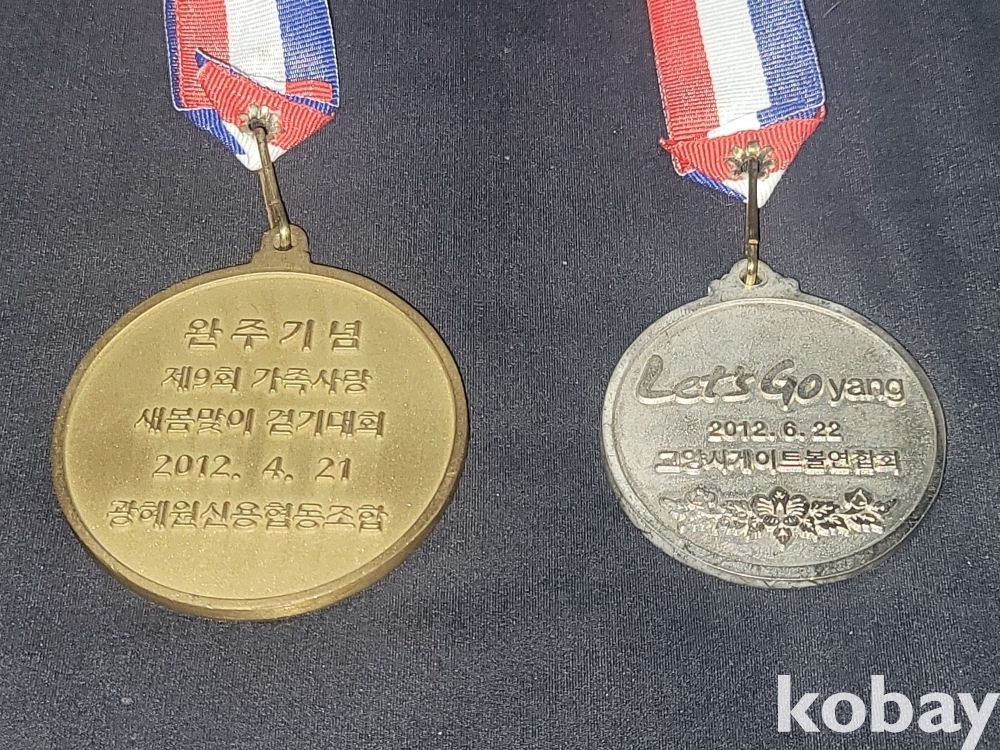 완주기념
제9회 가족사랑
새봄맞이 걷기대회
2012. 4. 21
광혜원신용협동조합
Let's Goyang
2012. 6. 22
고양시게이트볼연합회
kobay